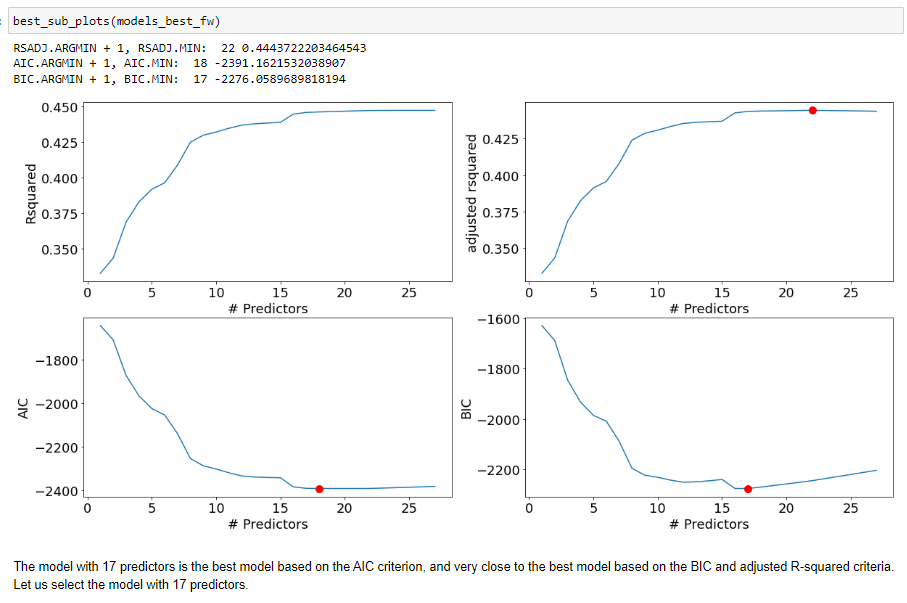 best_sub_plots(models_best_fw)
RSADJ.ARGMIN + 1, RSADJ.MIN:  22 0.4443722203464543
AIC.ARGMIN + 1, AIC.MIN:  18 -2391.1621532038907
BIC.ARGMIN + 1, BIC.MIN:  17 -2276.0589689818194
Rsquared
0.450
0.425
0.400
0.375
0.350
0 5 10 15 20 25
# Predictors
adjusted rsquared
0.425
0.400
0.375
0.350
0 5 10 15 20 25
# Predictors
AIC
−1800
−2000
−2200
−2400
0 5 10 15 20 25
# Predictors
BIC
−1600
−1800
−2000
−2200
0 5 10 15 20 25
# Predictors
The model with 17 predictors is the best model based on the AIC criterion, and very close to the best model based on the BIC and adjusted R-squared criteria.
Let us select the model with 17 predictors.